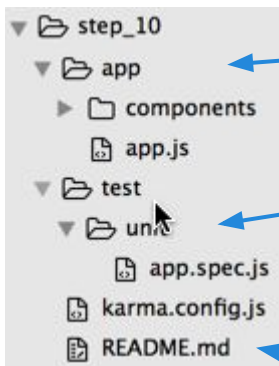 step_10
app
components
app.js
test
app.spec.js
karma.config.js
README.md